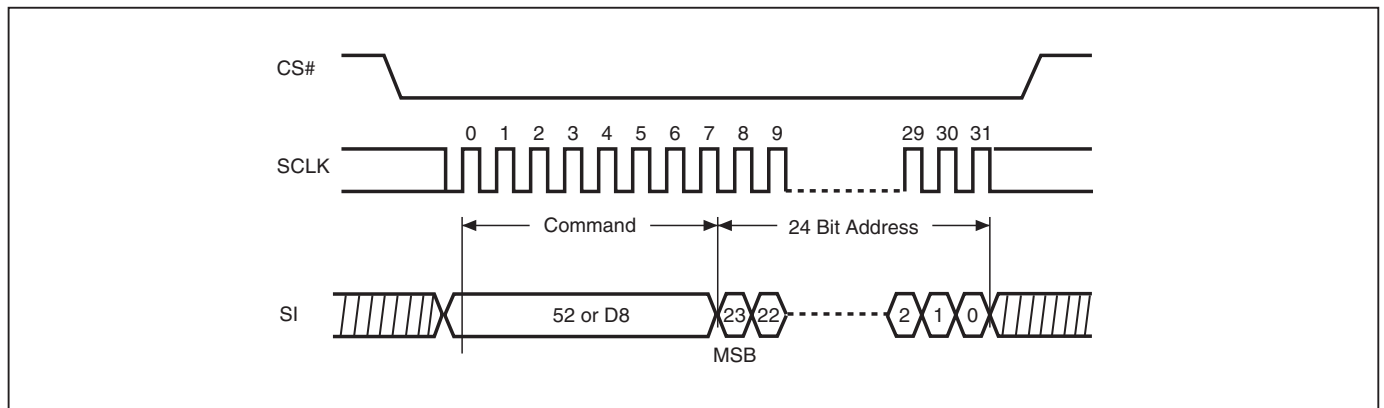 CS#
0 1 2 3 4 5 6 7 8 9 29 30 31
SCLK
Command 24 Bit Address
SI 52 or D8 23 22 2 1 0
MSB